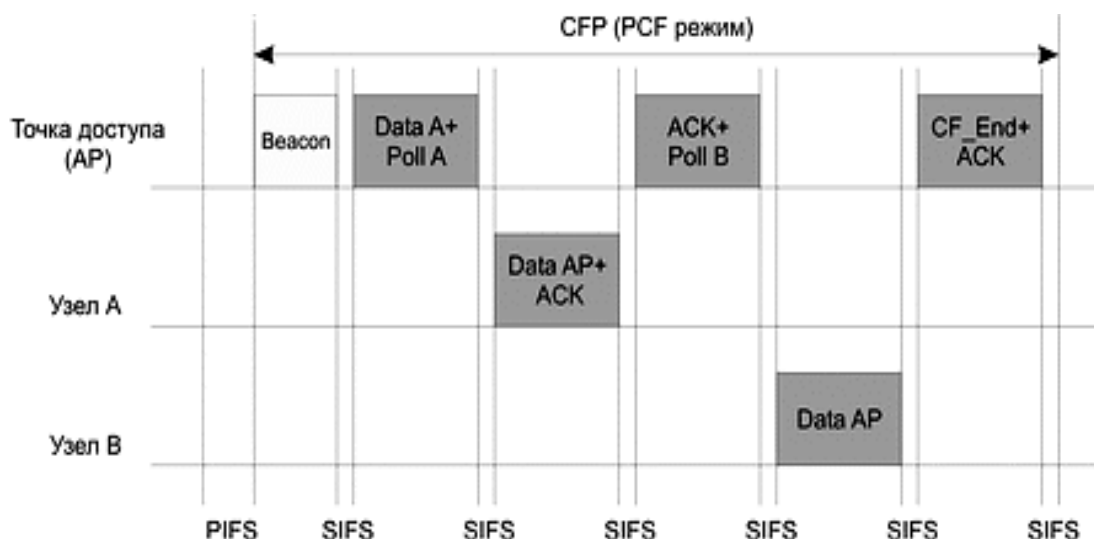 CFP (PCF режим)
Точка доступа
(AP)
Beacon
Data A+
Poll A
ACK+
Poll B
CF_End+
ACK
Узел A
Data AP+
ACK
Узел B
Data AP
PIFS SIFS SIFS SIFS SIFS SIFS SIFS